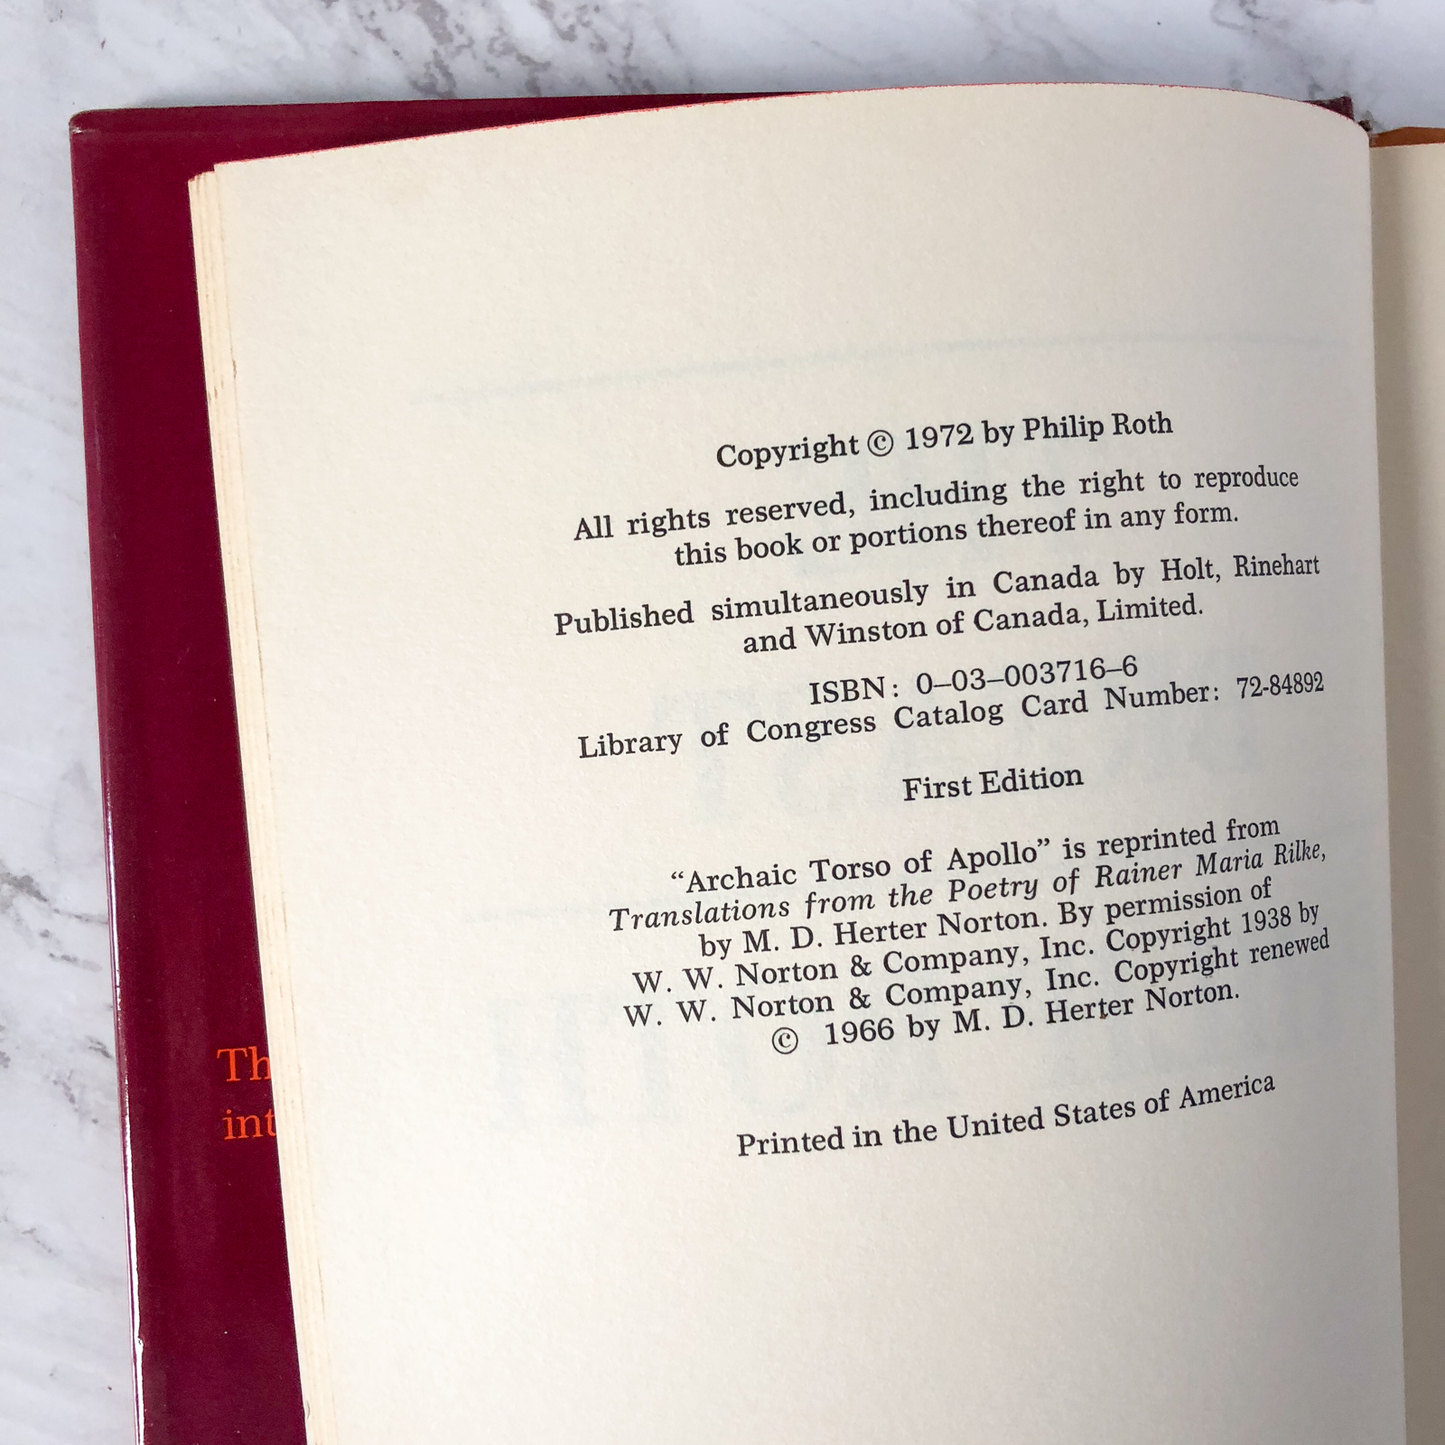 Copyright © 1972 by Philip Roth
All rights reserved, including the right to reproduce
this book or portions thereof in any form.
Published simultaneously in Canada by Holt, Rinehart
and Winston of Canada, Limited.
ISBN: 0–03–003716–6
Library of Congress Catalog Card Number: 72-84892
First Edition
“Archaic Torso of Apollo” is reprinted from
Translations from the Poetry of Rainer Maria Rilke,
by M. D. Herter Norton. By permission of
W. W. Norton & Company, Inc. Copyright 1938 by
W. W. Norton & Company, Inc. Copyright renewed
© 1966 by M. D. Herter Norton.
Printed in the United States of America